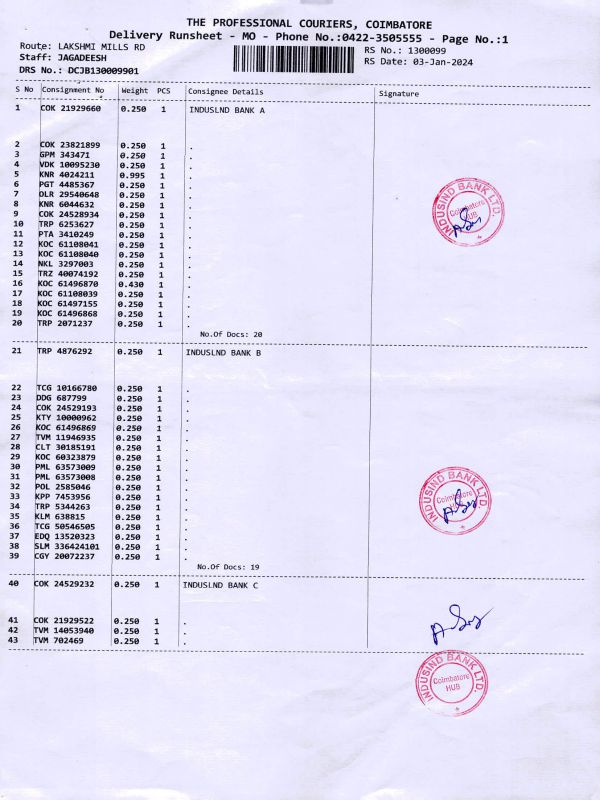 THE PROFESSIONAL COURIERS, COIMBATORE
Delivery Runsheet - MO - Phone No.:0422-3505555 - Page No.:1
Route: LAKSHMI MILLS RD
RS No.: 1300099
Staff: JAGADEESH
RS Date: 03-Jan-2024
DRS No.: DCJB130009901
S No Consignment No Weight PCS Consignee Details Signature
1 COK 21929660 0.250 1 INDUSLND BANK A
2 COK 23821899 0.250 1 .
3 GPM 343471 0.250 1 .
4 VDK 10095230 0.250 1 .
5 KNR 4024211 0.995 1 .
6 PGT 4485367 0.250 1 .
7 DLR 29540648 0.250 1 .
8 KNR 6044632 0.250 1 .
9 COK 24528934 0.250 1 .
10 TRP 6253627 0.250 1 .
11 PTA 3410249 0.250 1 .
12 KOC 61108041 0.250 1 .
13 KOC 61108040 0.250 1 .
14 NKL 3297003 0.250 1 .
15 TRZ 40074192 0.250 1 .
16 KOC 61496870 0.430 1 .
17 KOC 61108039 0.250 1 .
18 KOC 61497155 0.250 1 .
19 KOC 61496868 0.250 1 .
20 TRP 2071237 0.250 1 .
INDUSIND BANK LTD.
Coimbatore
HUB
No.Of Docs: 20
21 TRP 4876292 0.250 1 INDUSLND BANK B
22 TCG 10166780 0.250 1 .
23 DDG 687799 0.250 1 .
24 COK 24529193 0.250 1 .
25 KTY 10000962 0.250 1 .
26 KOC 61496869 0.250 1 .
27 TVM 11946935 0.250 1 .
28 CLT 30185191 0.250 1 .
29 KOC 60323879 0.250 1 .
30 PML 63573009 0.250 1 .
31 PML 63573008 0.250 1 .
32 POL 2585046 0.250 1 .
33 KPP 7453956 0.250 1 .
34 TRP 5344263 0.250 1 .
35 KLM 638815 0.250 1 .
36 TCG 50546505 0.250 1 .
37 EDQ 13520323 0.250 1 .
38 SLM 336424101 0.250 1 .
39 CGY 20072237 0.250 1 .
INDUSIND BANK LTD.
Coimbatore
HUB
No.Of Docs: 19
40 COK 24529232 0.250 1 INDUSLND BANK C
41 COK 21929522 0.250 1 .
42 TVM 14053940 0.250 1 .
43 TVM 702469 0.250 1 .
INDUSIND BANK LTD.
Coimbatore
HUB